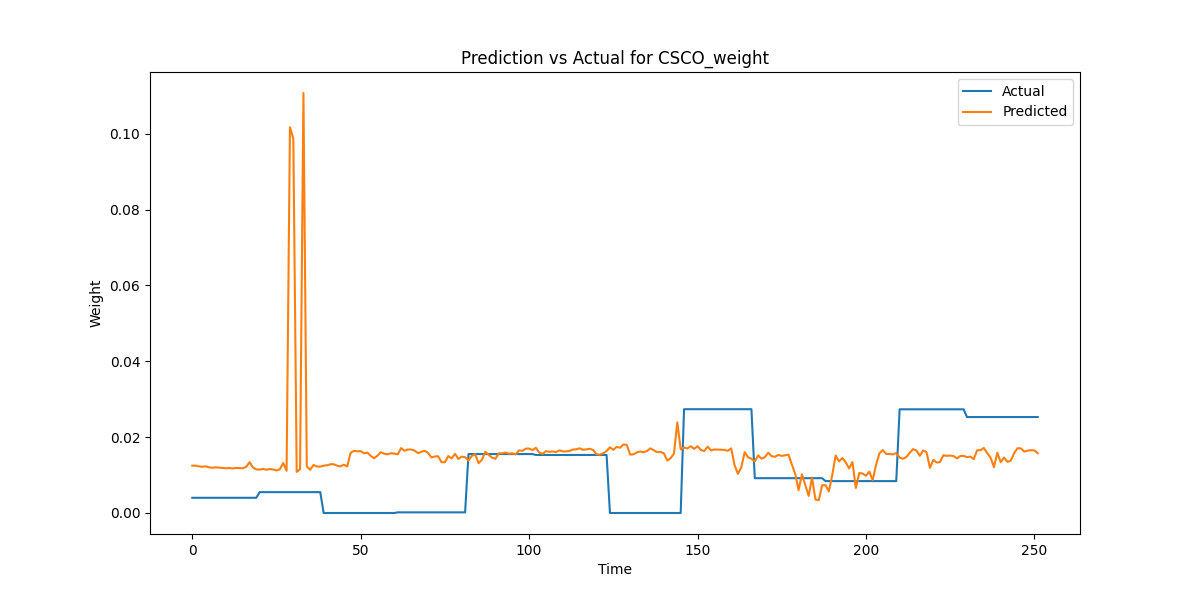 Prediction vs Actual for CSCO_weight
Actual
Predicted
0.10
0.08
0.06
0.04
0.02
0.00
Weight
0 50 100 150 200 250
Time